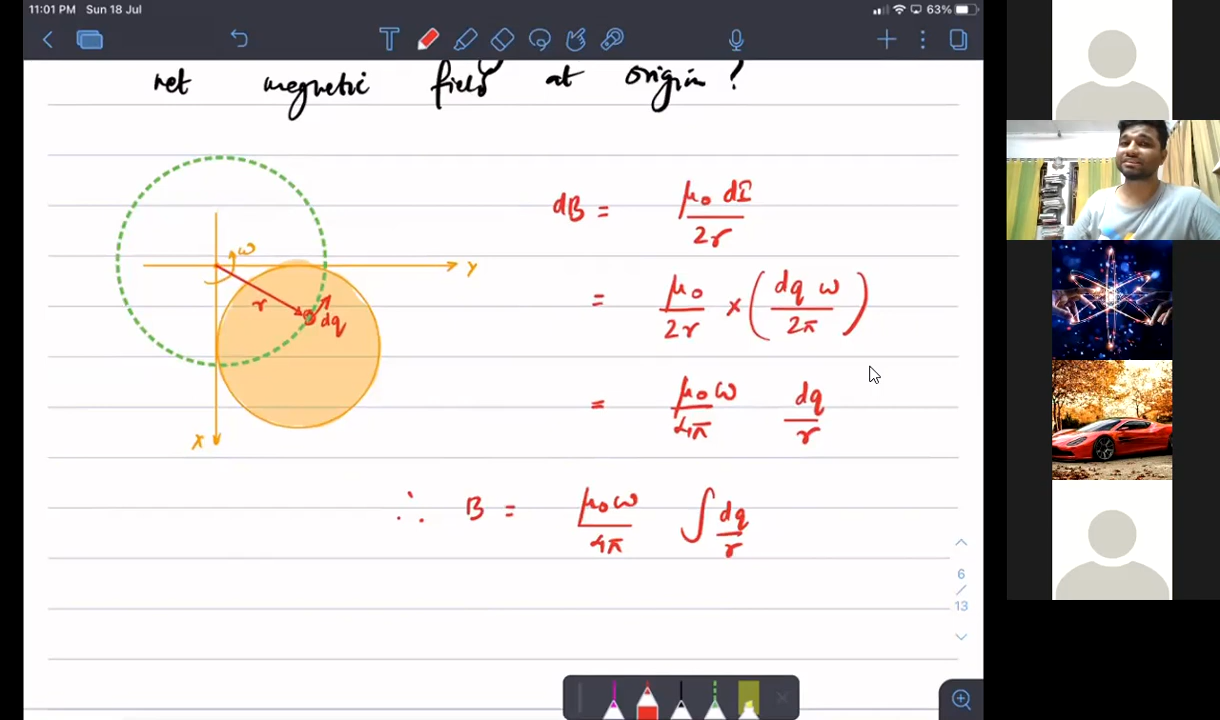 11:01 PM Sun 18 Jul
63%
T
net magnetic field at origin?
ω
Y
r
dq
X
dB = μ₀ dI / 2r
= μ₀ / 2r × ( dq ω / 2π )
= μ₀ω / 4π dq / r
∴ B = μ₀ω / 4π ∫ dq / r
6
/
13